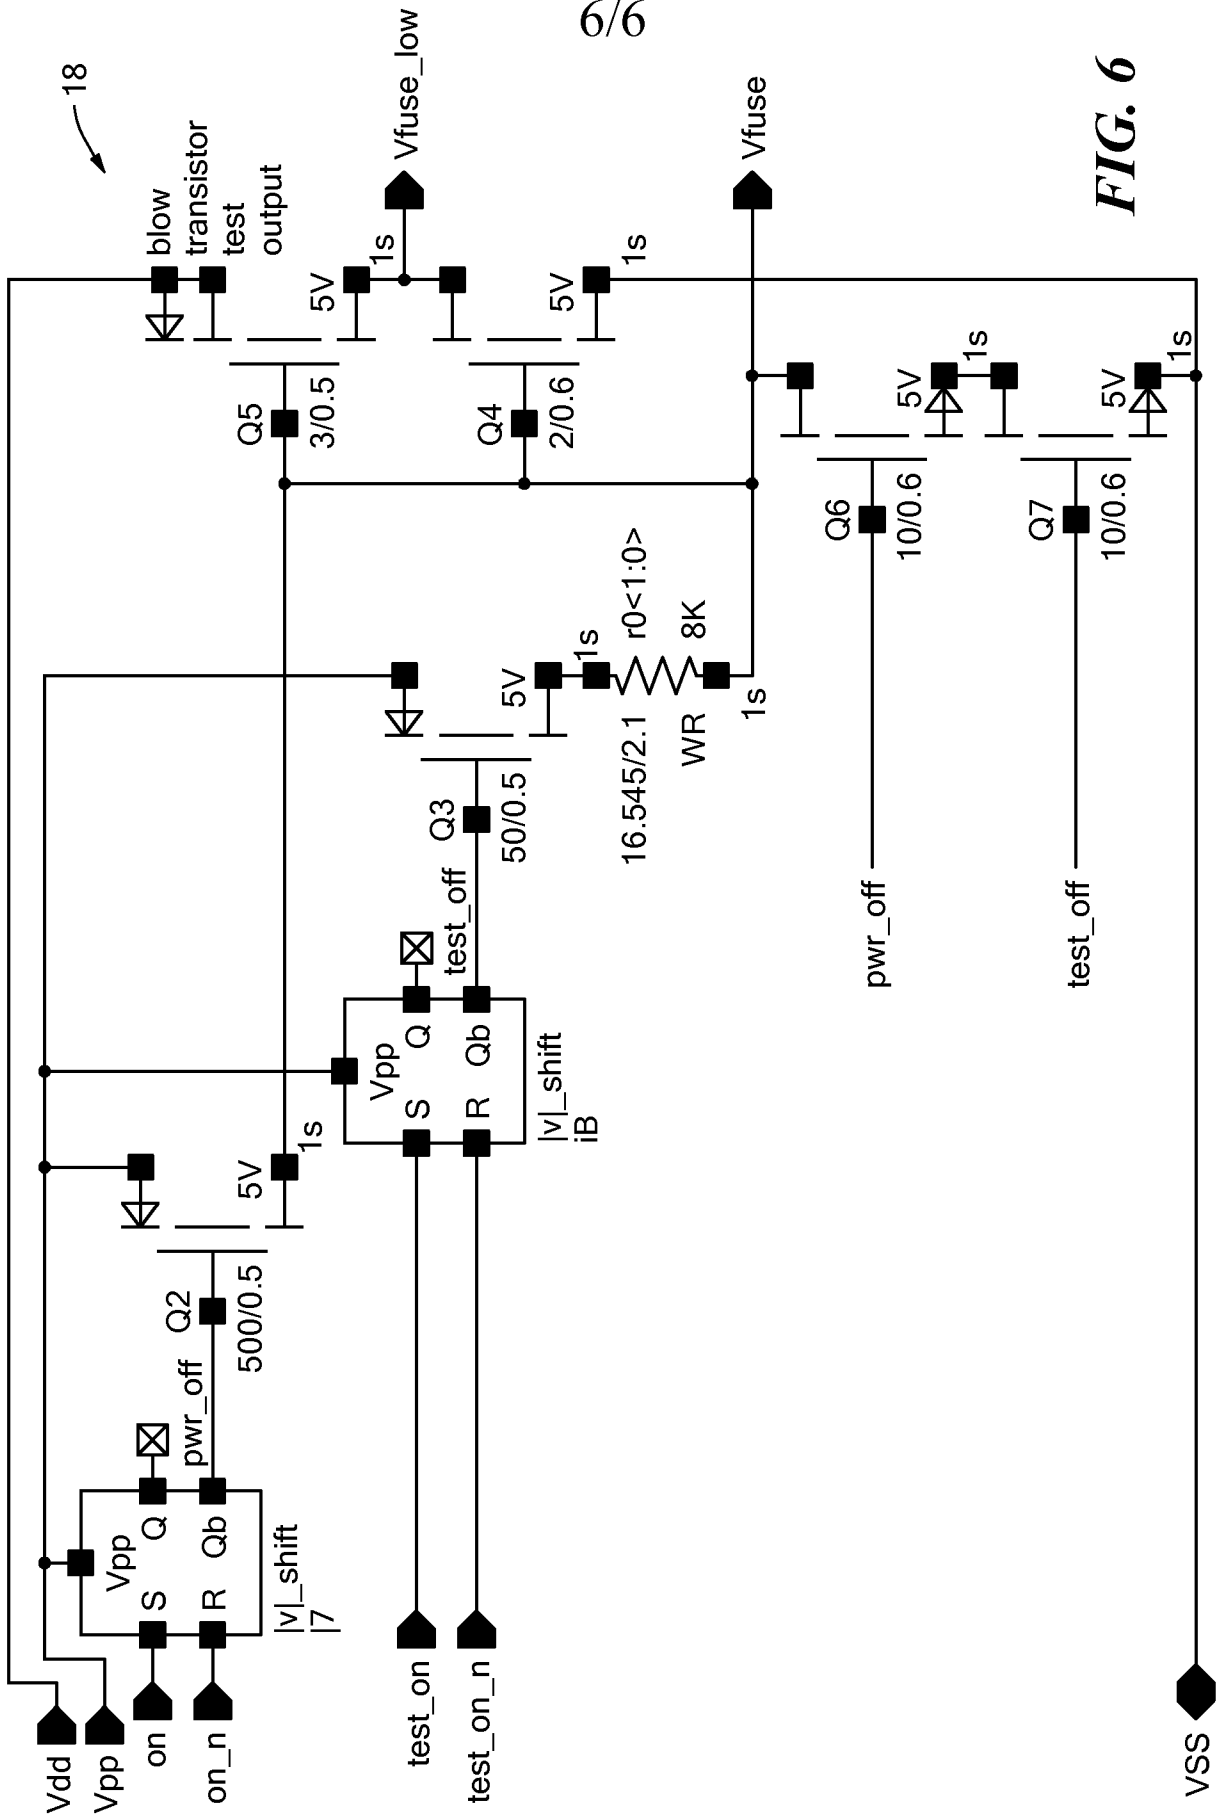 6/6
18
blow
transistor
test
output
Vfuse_low
Vfuse
FIG. 6
Vdd
Vpp
on
on_n
Vpp
S
Q
R
Qb
|v|_shift
|7
pwr_off
Q2
500/0.5
5V
1s
test_on
test_on_n
Vpp
S
Q
R
Qb
|v|_shift
iB
test_off
Q3
50/0.5
5V
1s
r0<1:0>
8K
16.545/2.1
WR
1s
Q5
3/0.5
5V
1s
Q4
2/0.6
5V
1s
pwr_off
Q6
10/0.6
5V
1s
test_off
Q7
10/0.6
5V
1s
VSS